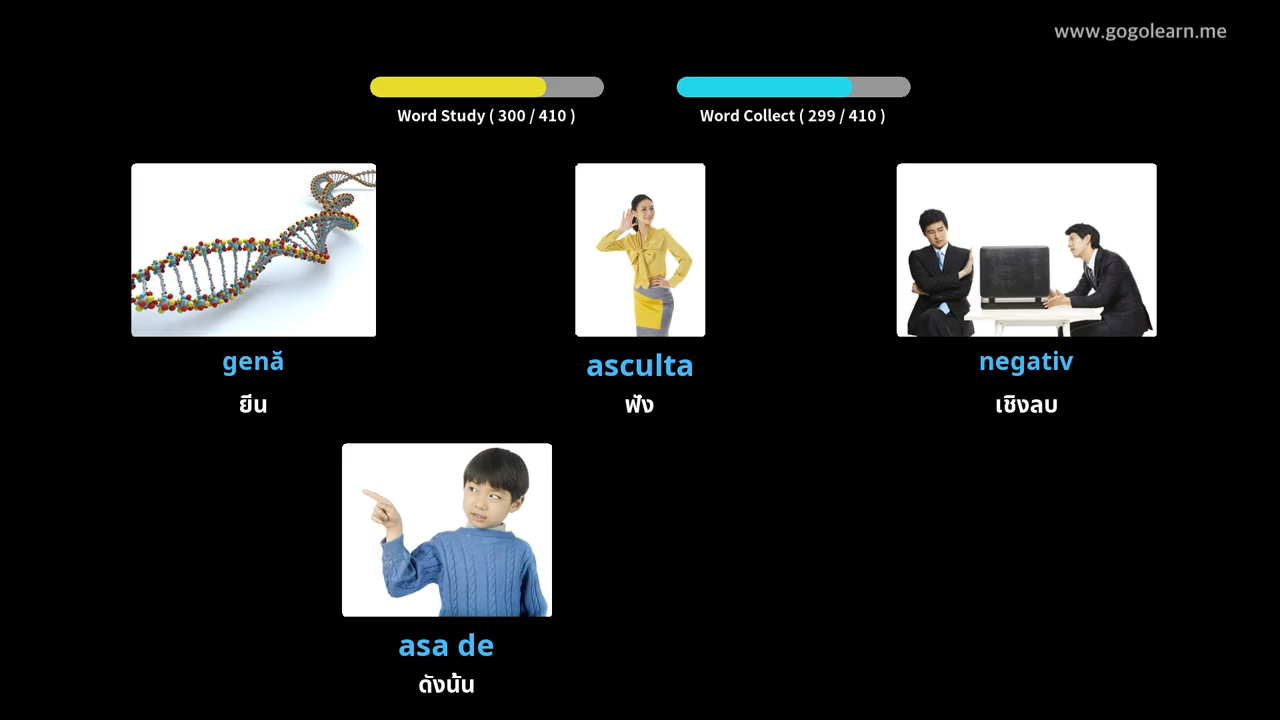 www.gogolearn.me
Word Study ( 300 / 410 )
Word Collect ( 299 / 410 )
genă
asculta
negativ
ยีน
ฟัง
เชิงลบ
asa de
ดังนั้น